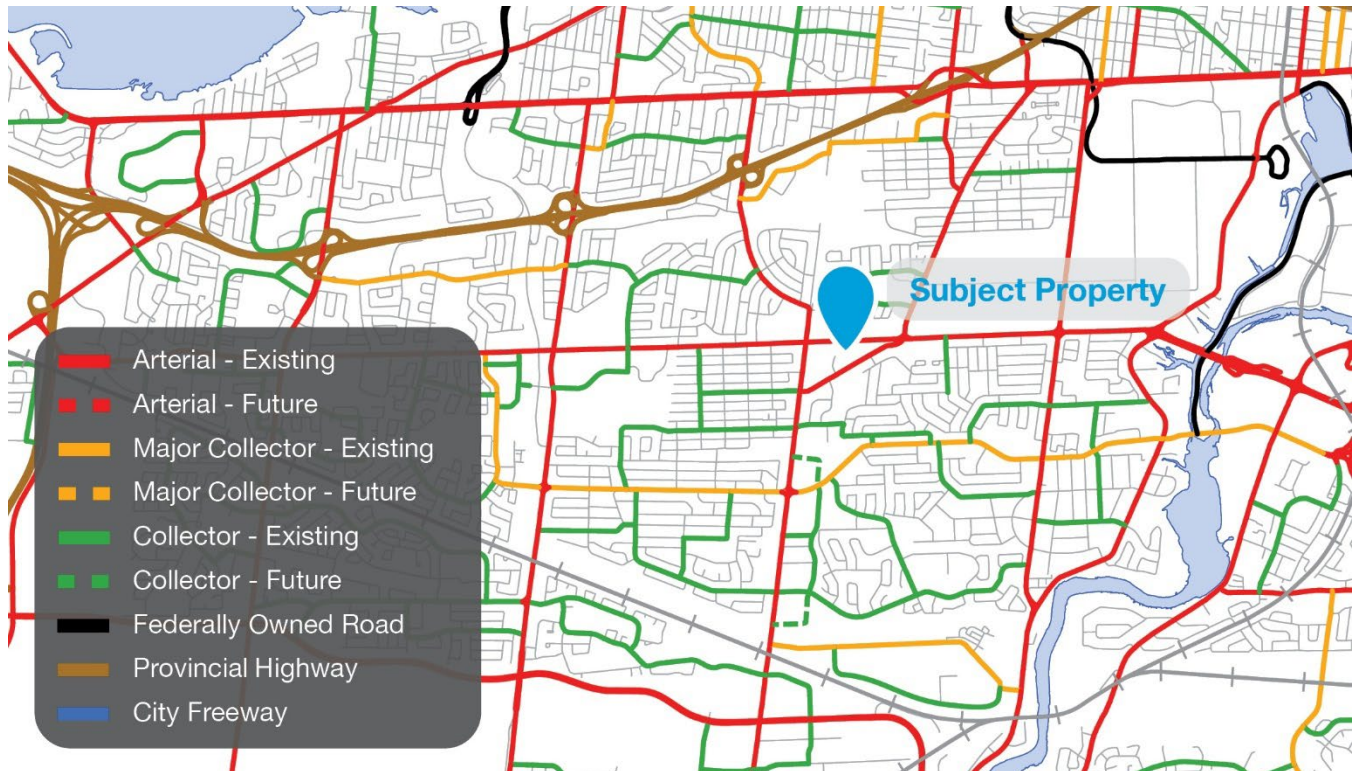 Subject Property
Arterial - Existing
Arterial - Future
Major Collector - Existing
Major Collector - Future
Collector - Existing
Collector - Future
Federally Owned Road
Provincial Highway
City Freeway